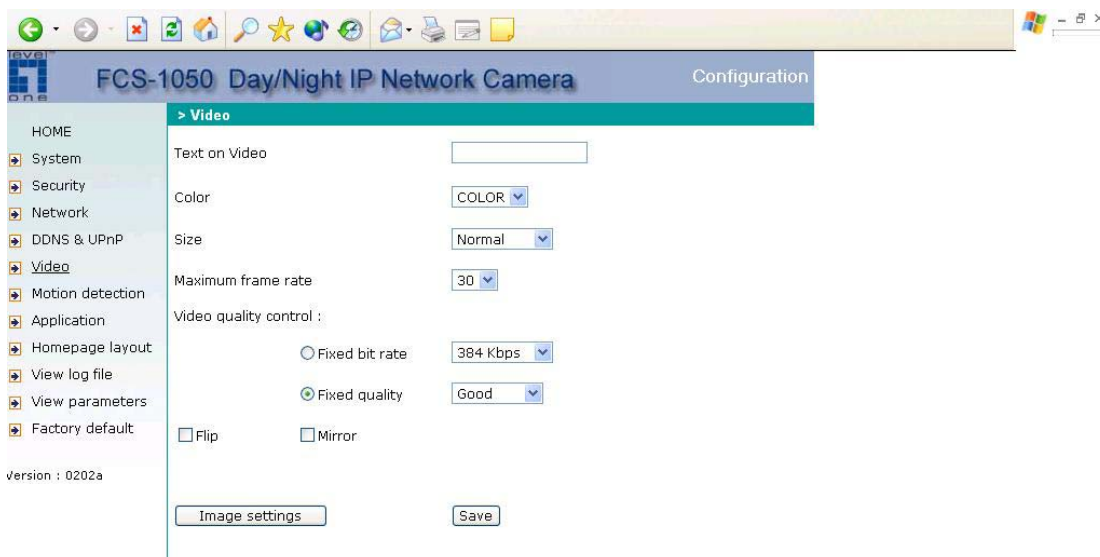 level
one
FCS-1050 Day/Night IP Network Camera
Configuration
> Video
HOME
System
Security
Network
DDNS & UPnP
Video
Motion detection
Application
Homepage layout
View log file
View parameters
Factory default
Version : 0202a
Text on Video
Color COLOR
Size Normal
Maximum frame rate 30
Video quality control :
Fixed bit rate 384 Kbps
Fixed quality Good
Flip Mirror
Image settings Save